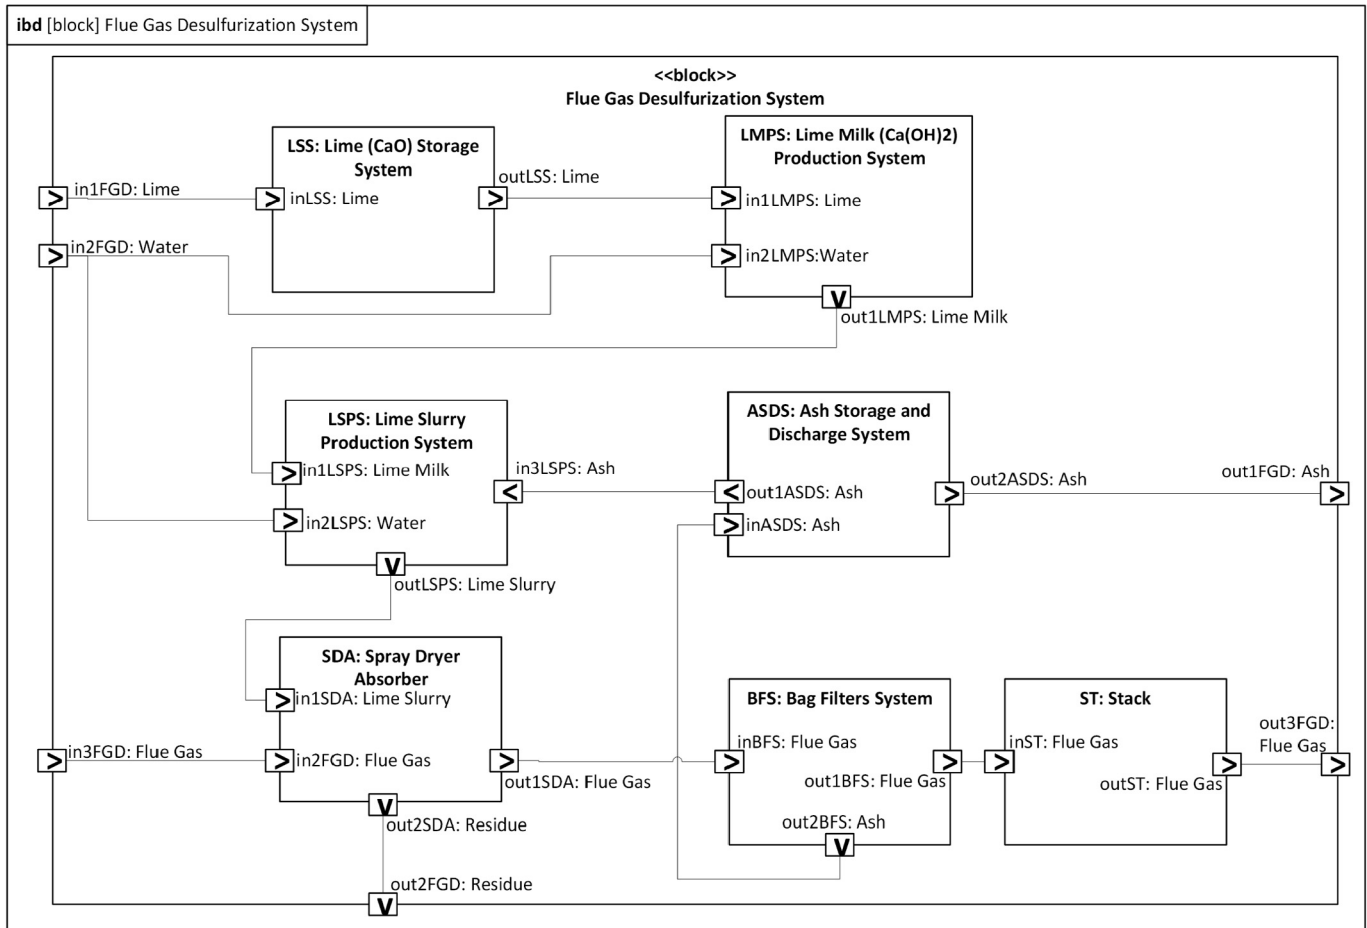 ibd [block] Flue Gas Desulfurization System
<<block>>
Flue Gas Desulfurization System
LSS: Lime (CaO) Storage
System
LMPS: Lime Milk (Ca(OH)2)
Production System
in1FGD: Lime
inLSS: Lime
outLSS: Lime
in1LMPS: Lime
in2FGD: Water
in2LMPS:Water
out1LMPS: Lime Milk
LSPS: Lime Slurry
Production System
ASDS: Ash Storage and
Discharge System
in1LSPS: Lime Milk
in3LSPS: Ash
out1ASDS: Ash
out2ASDS: Ash
out1FGD: Ash
in2LSPS: Water
inASDS: Ash
outLSPS: Lime Slurry
SDA: Spray Dryer
Absorber
in1SDA: Lime Slurry
BFS: Bag Filters System
ST: Stack
in3FGD: Flue Gas
in2FGD: Flue Gas
out1SDA: Flue Gas
inBFS: Flue Gas
out1BFS: Flue Gas
inST: Flue Gas
outST: Flue Gas
out3FGD:
Flue Gas
out2SDA: Residue
out2BFS: Ash
out2FGD: Residue